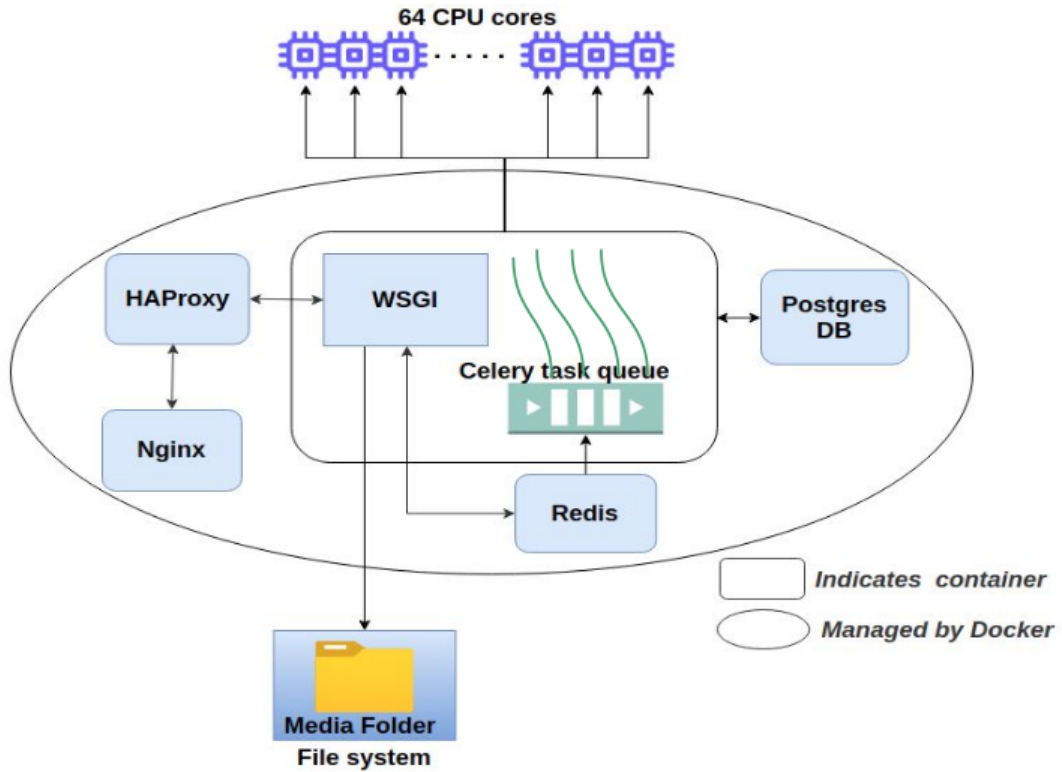 64 CPU cores
HAProxy
WSGI
Postgres
DB
Celery task queue
Nginx
Redis
Indicates container
Managed by Docker
Media Folder
File system